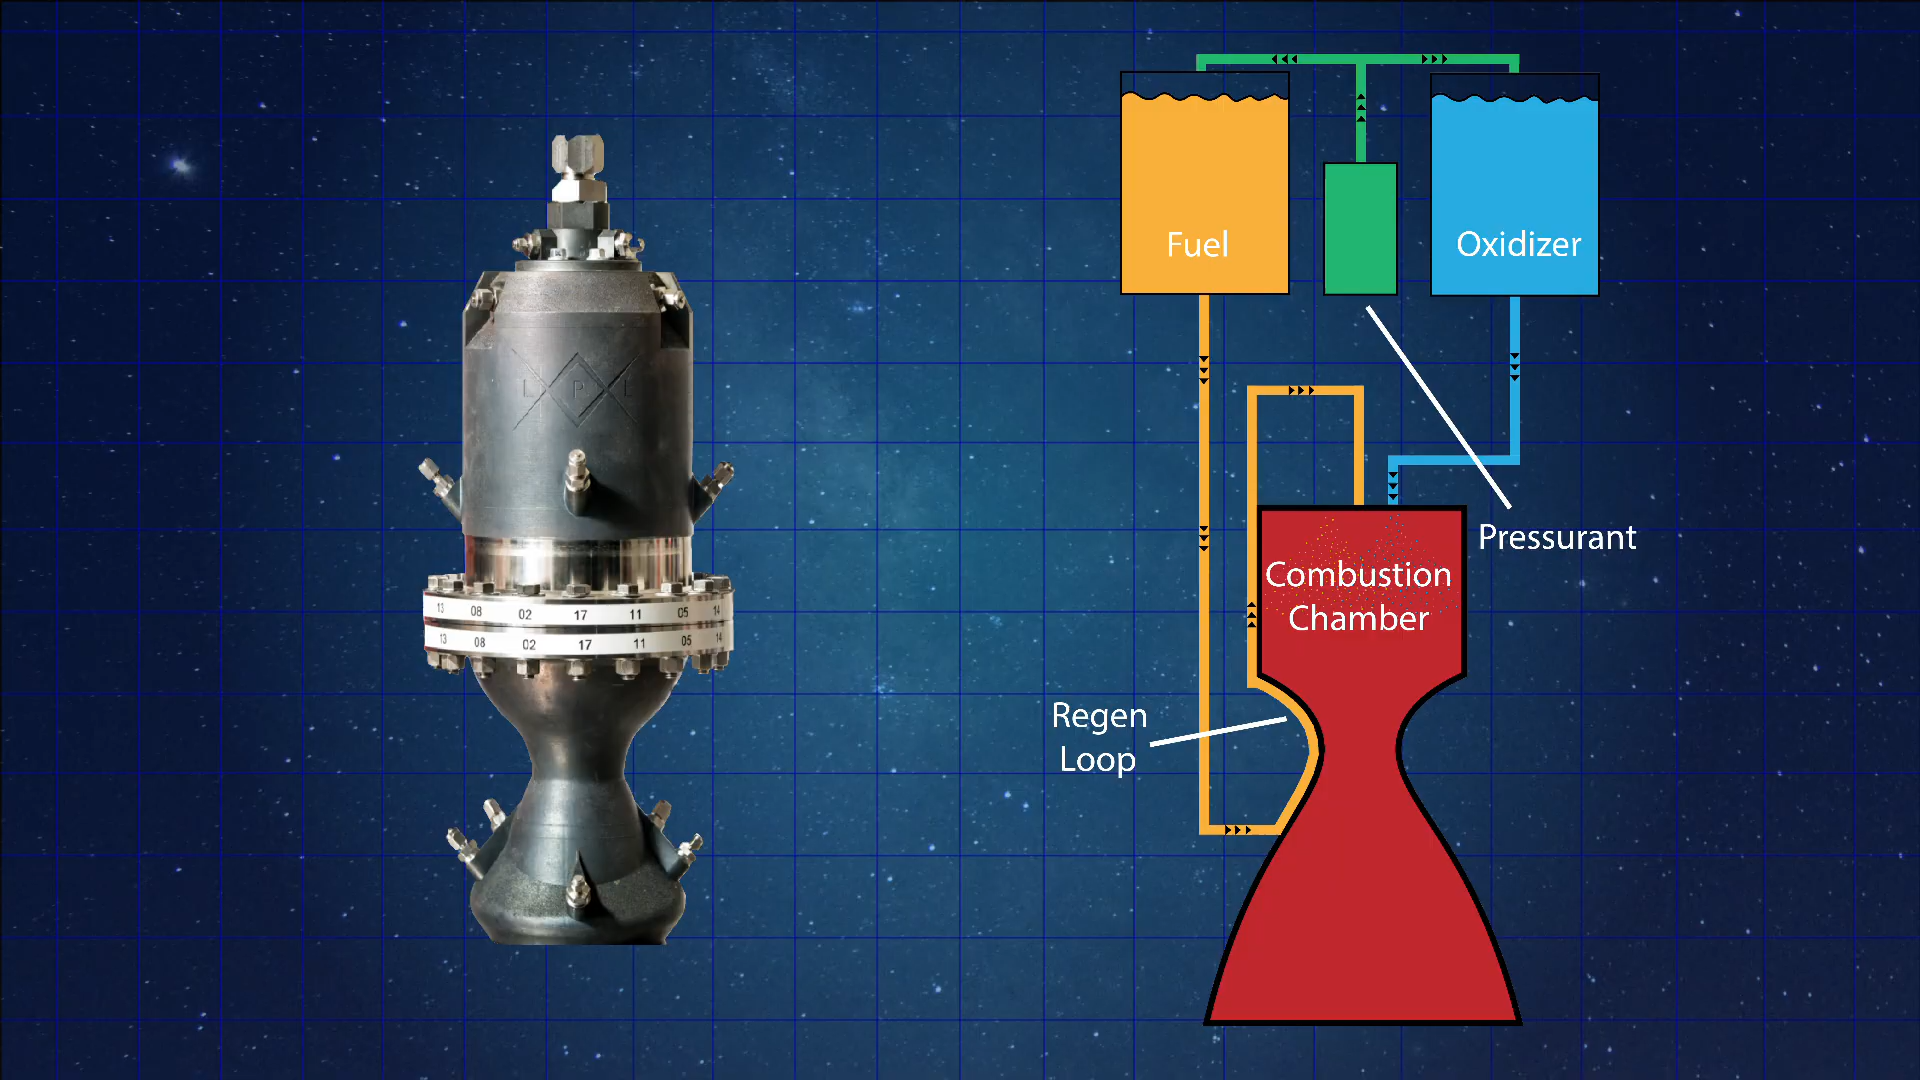 Fuel
Oxidizer
L P L
Pressurant
Combustion
Chamber
13 08 02 17 11 05 14
13 08 02 17 11 05 14
Regen
Loop